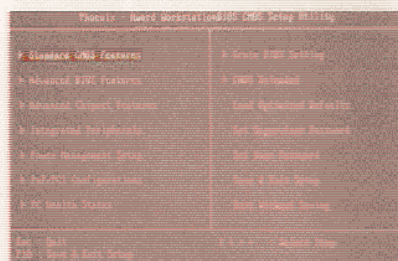 Phoenix - Award WorkstationBIOS CMOS Setup Utility
Standard CMOS Features
Advanced BIOS Features
Advanced Chipset Features
Integrated Peripherals
Power Management Setup
PnP/PCI Configurations
PC Health Status
CMOS Reloaded
Load Optimized Defaults
Set Supervisor Password
Set User Password
Save & Exit Setup
Exit Without Saving
Esc : Quit
F10 : Save & Exit Setup